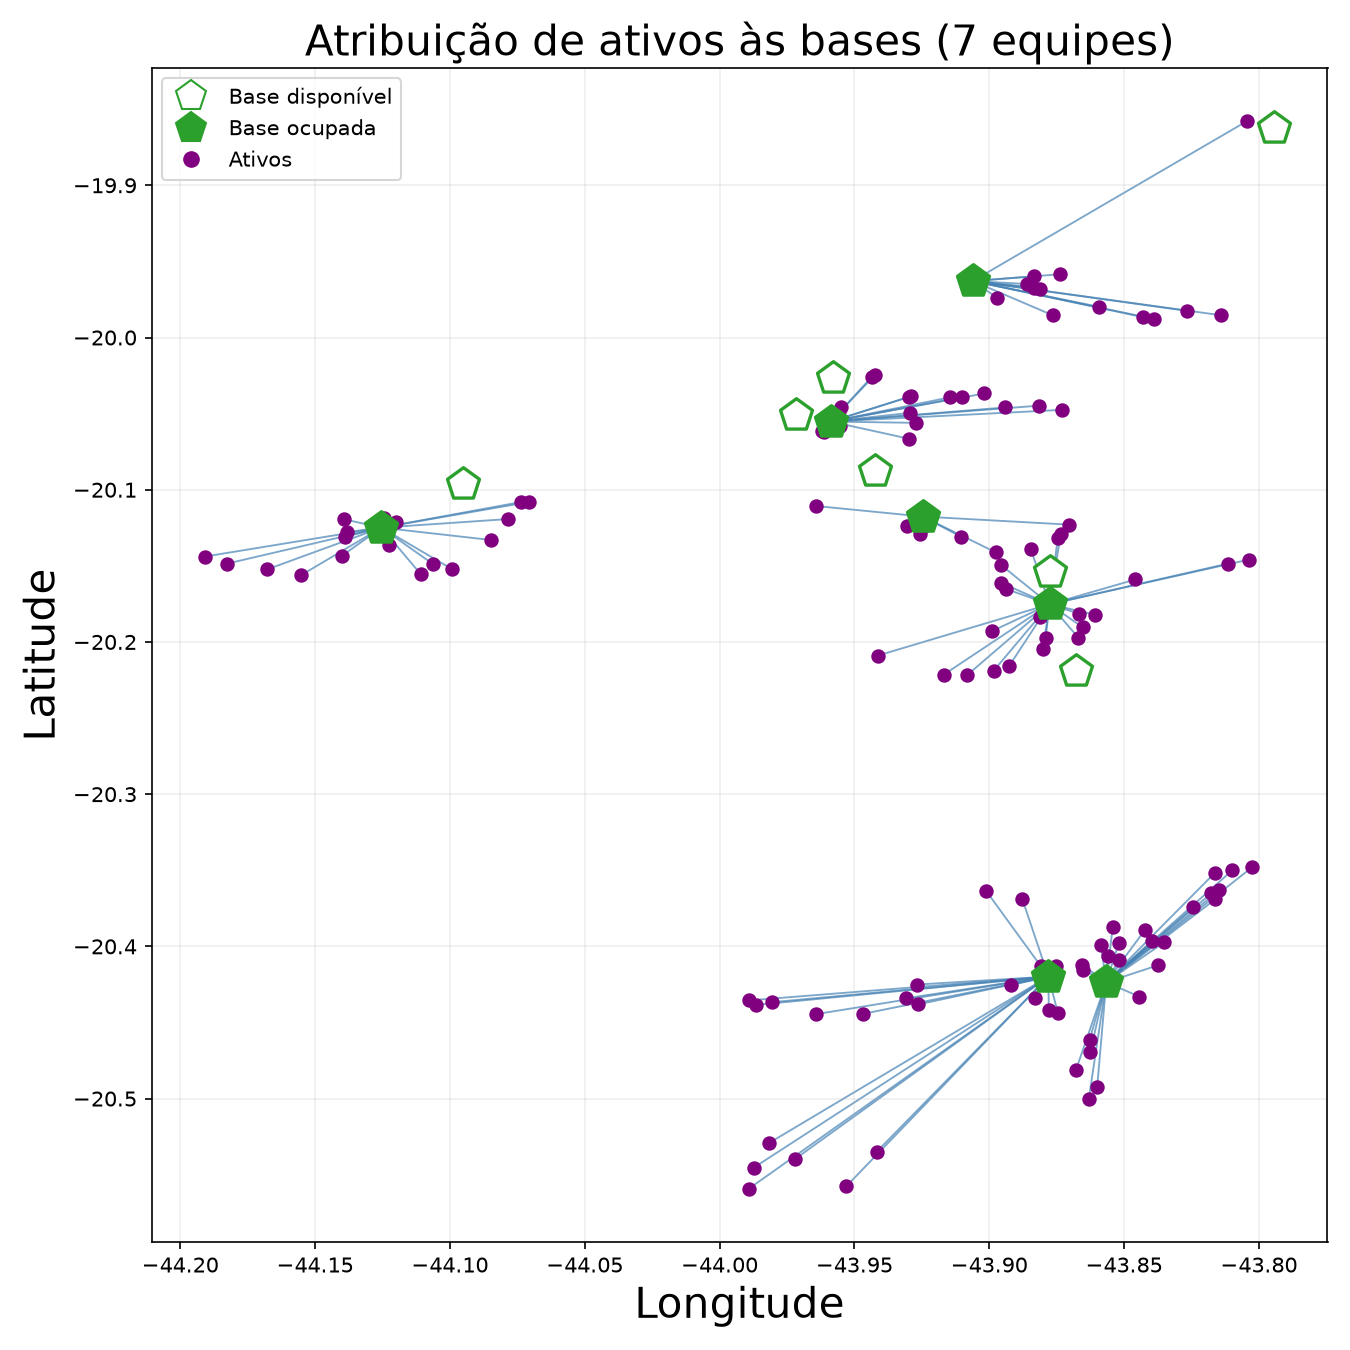 Atribuição de ativos às bases (7 equipes)
Base disponível
Base ocupada
Ativos
−19.9
−20.0
−20.1
−20.2
−20.3
−20.4
−20.5
Latitude
−44.20 −44.15 −44.10 −44.05 −44.00 −43.95 −43.90 −43.85 −43.80
Longitude